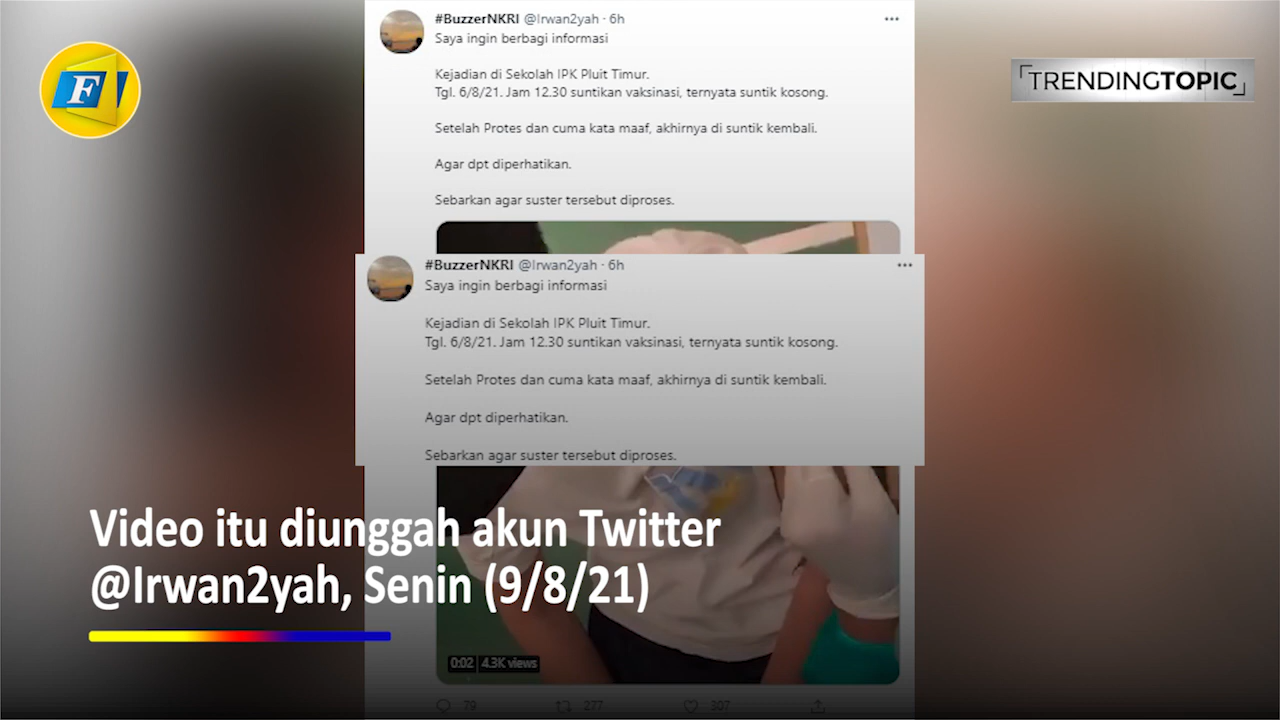 #BuzzerNKRI @Irwan2yah · 6h
Saya ingin berbagi informasi
Kejadian di Sekolah IPK Pluit Timur.
Tgl. 6/8/21. Jam 12.30 suntikan vaksinasi, ternyata suntik kosong.
Setelah Protes dan cuma kata maaf, akhirnya di suntik kembali.
Agar dpt diperhatikan.
Sebarkan agar suster tersebut diproses.
F
TRENDINGTOPIC
#BuzzerNKRI @Irwan2yah · 6h
Saya ingin berbagi informasi
Kejadian di Sekolah IPK Pluit Timur.
Tgl. 6/8/21. Jam 12.30 suntikan vaksinasi, ternyata suntik kosong.
Setelah Protes dan cuma kata maaf, akhirnya di suntik kembali.
Agar dpt diperhatikan.
Sebarkan agar suster tersebut diproses.
Video itu diunggah akun Twitter
@Irwan2yah, Senin (9/8/21)
0:02 4.3K views
79 277 307